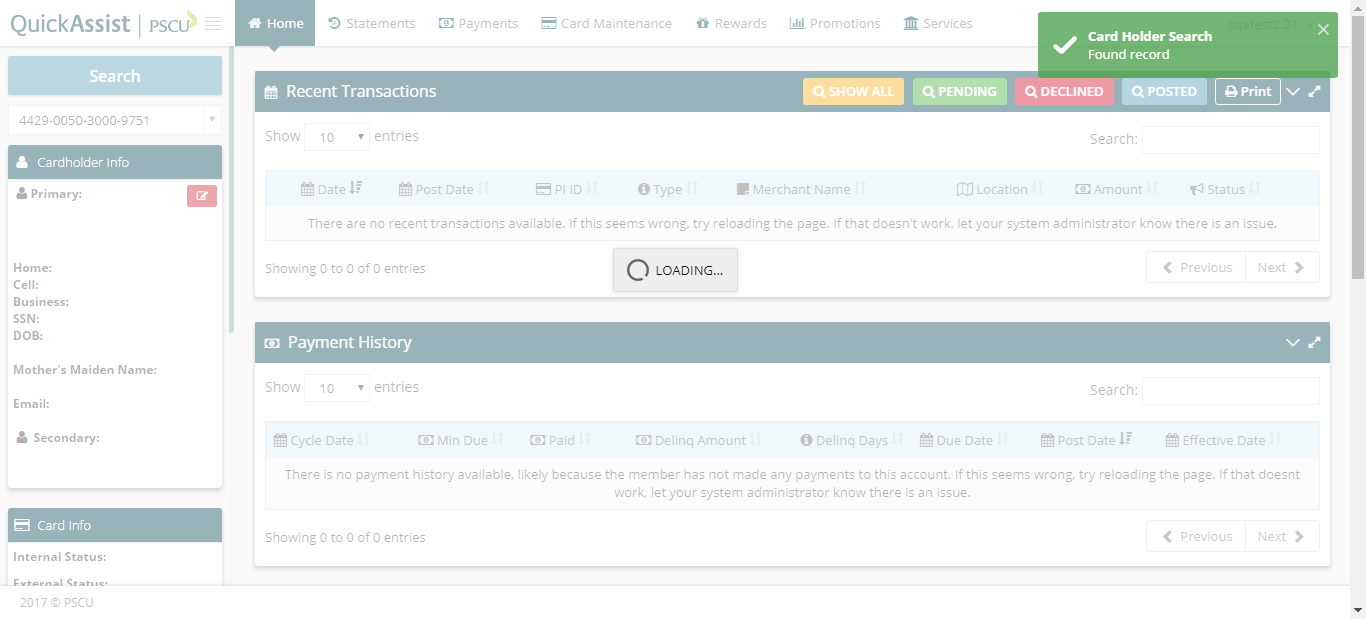 QuickAssist | PSCU
Home
Statements
Payments
Card Maintenance
Rewards
Promotions
Services
sqatest2.21
Card Holder Search
Found record
Search
4429-0050-3000-9751
Cardholder Info
Primary:
Home:
Cell:
Business:
SSN:
DOB:
Mother's Maiden Name:
Email:
Secondary:
Card Info
Internal Status:
External Status:
Recent Transactions
SHOW ALL
PENDING
DECLINED
POSTED
Print
Show 10 entries
Search:
Date Post Date PI ID Type Merchant Name Location Amount Status
There are no recent transactions available. If this seems wrong, try reloading the page. If that doesn't work, let your system administrator know there is an issue.
Showing 0 to 0 of 0 entries
Previous Next
LOADING...
Payment History
Show 10 entries
Search:
Cycle Date Min Due Paid Delinq Amount Delinq Days Due Date Post Date Effective Date
There is no payment history available, likely because the member has not made any payments to this account. If this seems wrong, try reloading the page. If that doesnt
work, let your system administrator know there is an issue.
Showing 0 to 0 of 0 entries
Previous Next
2017 © PSCU